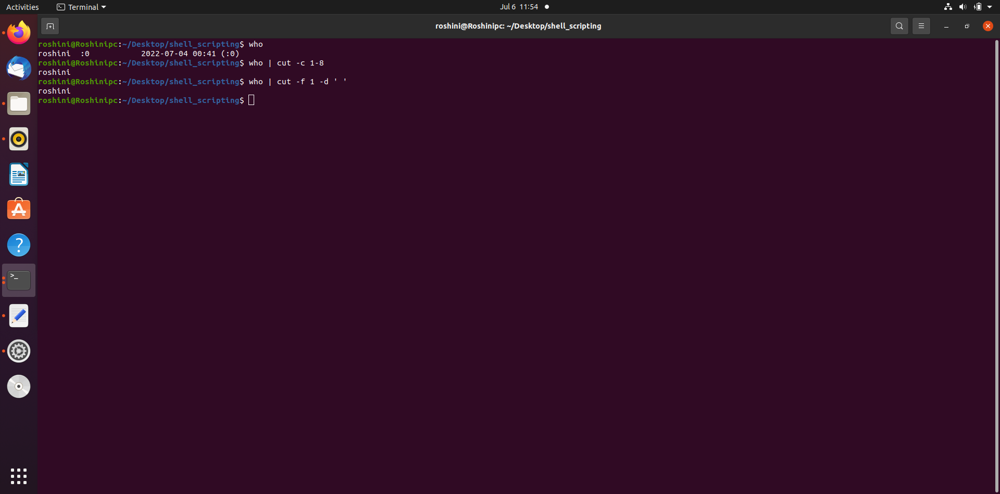 Activities Terminal Jul 6 11:54
roshini@Roshinipc: ~/Desktop/shell_scripting
roshini@Roshinipc:~/Desktop/shell_scripting$ who
roshini  :0           2022-07-04 00:41 (:0)
roshini@Roshinipc:~/Desktop/shell_scripting$ who | cut -c 1-8
roshini
roshini@Roshinipc:~/Desktop/shell_scripting$ who | cut -f 1 -d ' '
roshini
roshini@Roshinipc:~/Desktop/shell_scripting$